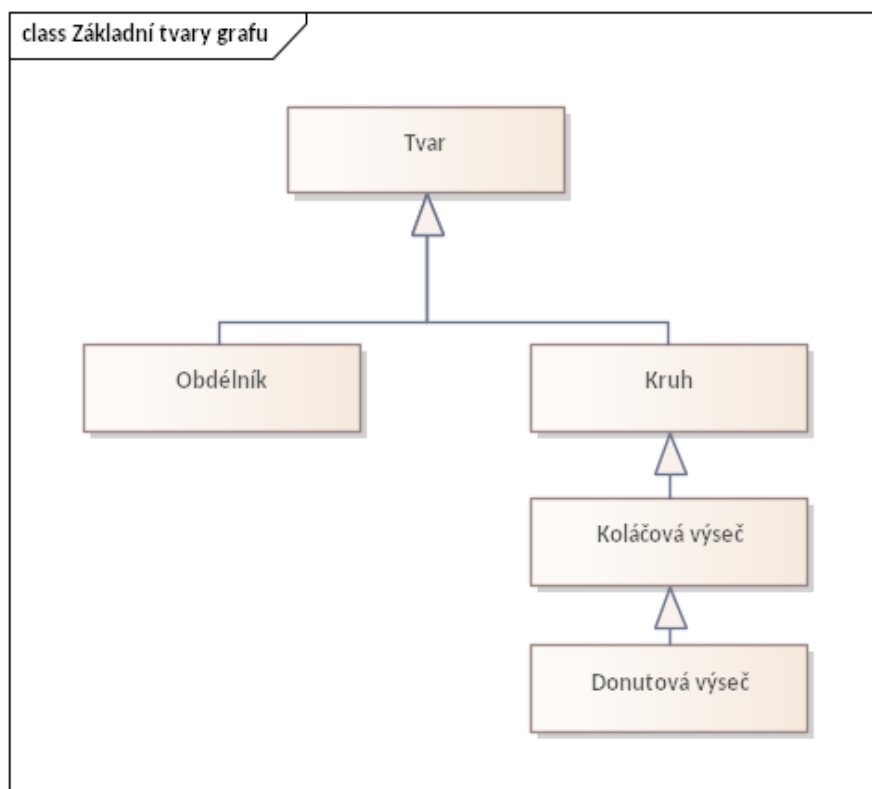 class Základní tvary grafu
Tvar
Obdélník
Kruh
Koláčová výseč
Donutová výseč